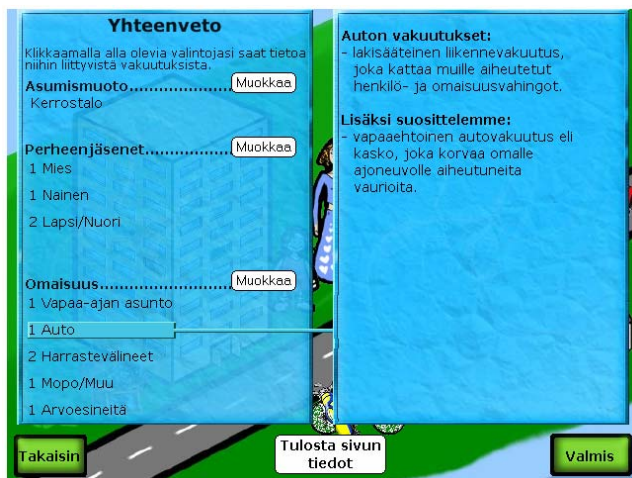 Yhteenveto
Klikkaamalla alla olevia valintojasi saat tietoa
niihin liittyvistä vakuutuksista.
Asumismuoto...................... Muokkaa
Kerrostalo
Perheenjäsenet................... Muokkaa
1 Mies
1 Nainen
2 Lapsi/Nuori
Omaisuus........................... Muokkaa
1 Vapaa-ajan asunto
1 Auto
2 Harrastevälineet
1 Mopo/Muu
1 Arvoesineitä
Auton vakuutukset:
- lakisääteinen liikennevakuutus,
joka kattaa muille aiheutetut
henkilö- ja omaisuusvahingot.
Lisäksi suosittelemme:
- vapaaehtoinen autovakuutus eli
kasko, joka korvaa omalle
ajoneuvolle aiheutuneita
vaurioita.
Takaisin
Tulosta sivun
tiedot
Valmis